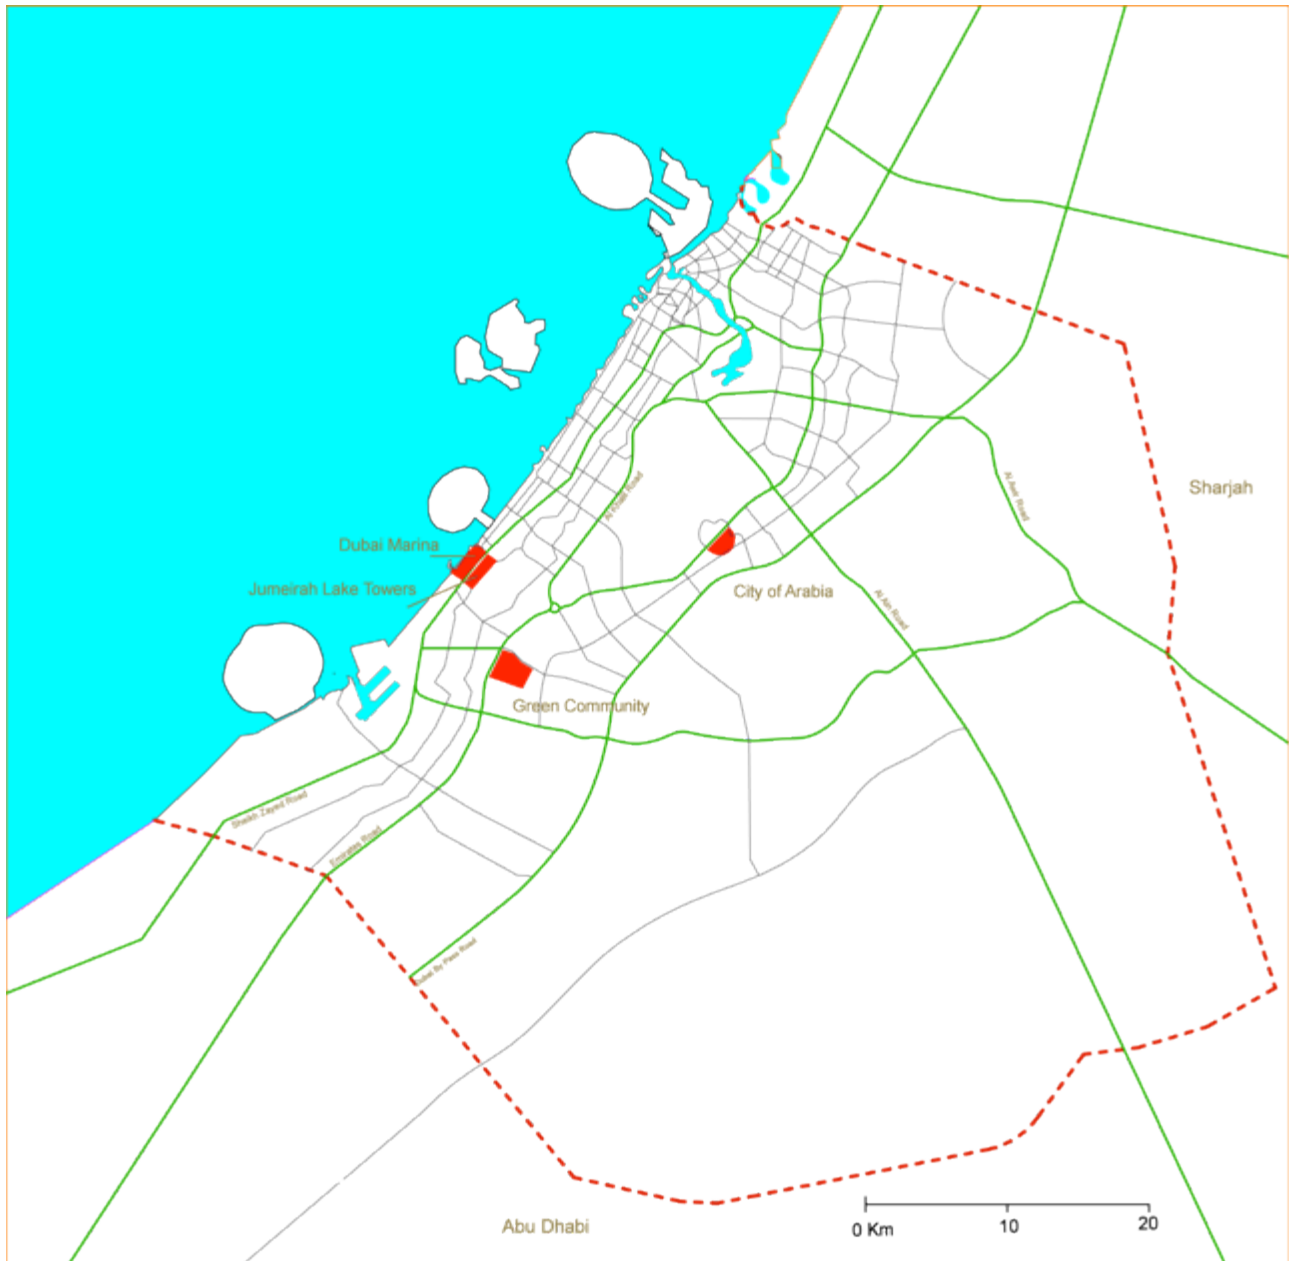 Sharjah
Al Awir Road
Al Khail Road
Dubai Marina
Jumeirah Lake Towers
City of Arabia
Al Ain Road
Green Community
Sheikh Zayed Road
Emirates Road
Dubai By Pass Road
Abu Dhabi
0 Km 10 20